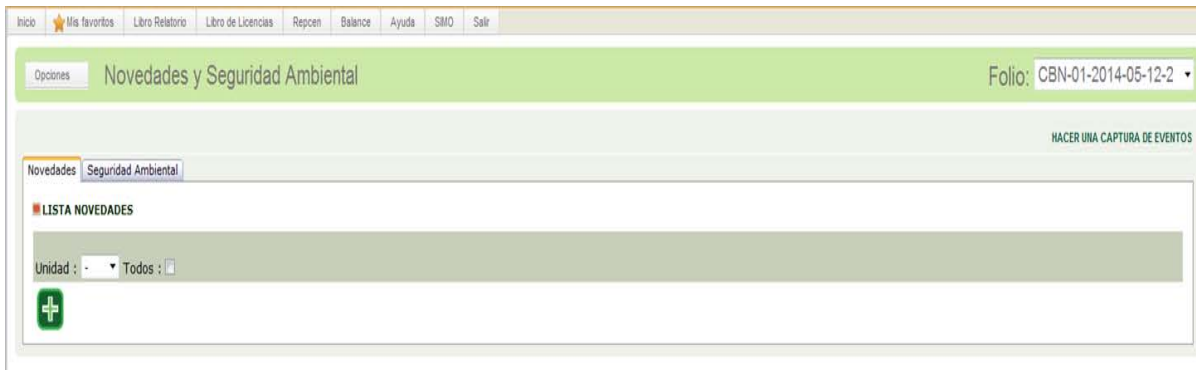 Inicio Mis favoritos Libro Relatorio Libro de Licencias Repcen Balance Ayuda SIMO Salir
Opciones Novedades y Seguridad Ambiental Folio: CBN-01-2014-05-12-2
HACER UNA CAPTURA DE EVENTOS
Novedades Seguridad Ambiental
LISTA NOVEDADES
Unidad : - Todos :